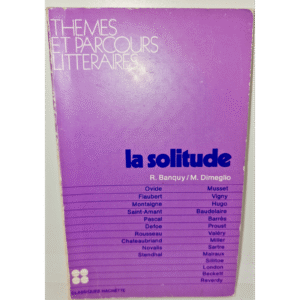 THEMES
ET PARCOURS
LITTERAIRES
la solitude
R. Banquy/M. Dimeglio
Ovide
Flaubert
Montaigne
Saint-Amant
Pascal
Defoe
Rousseau
Chateaubriand
Novalis
Stendhal
Musset
Vigny
Hugo
Baudelaire
Barrès
Proust
Valéry
Miller
Sartre
Malraux
Sillitoe
London
Beckett
Reverdy
CLASSIQUES HACHETTE